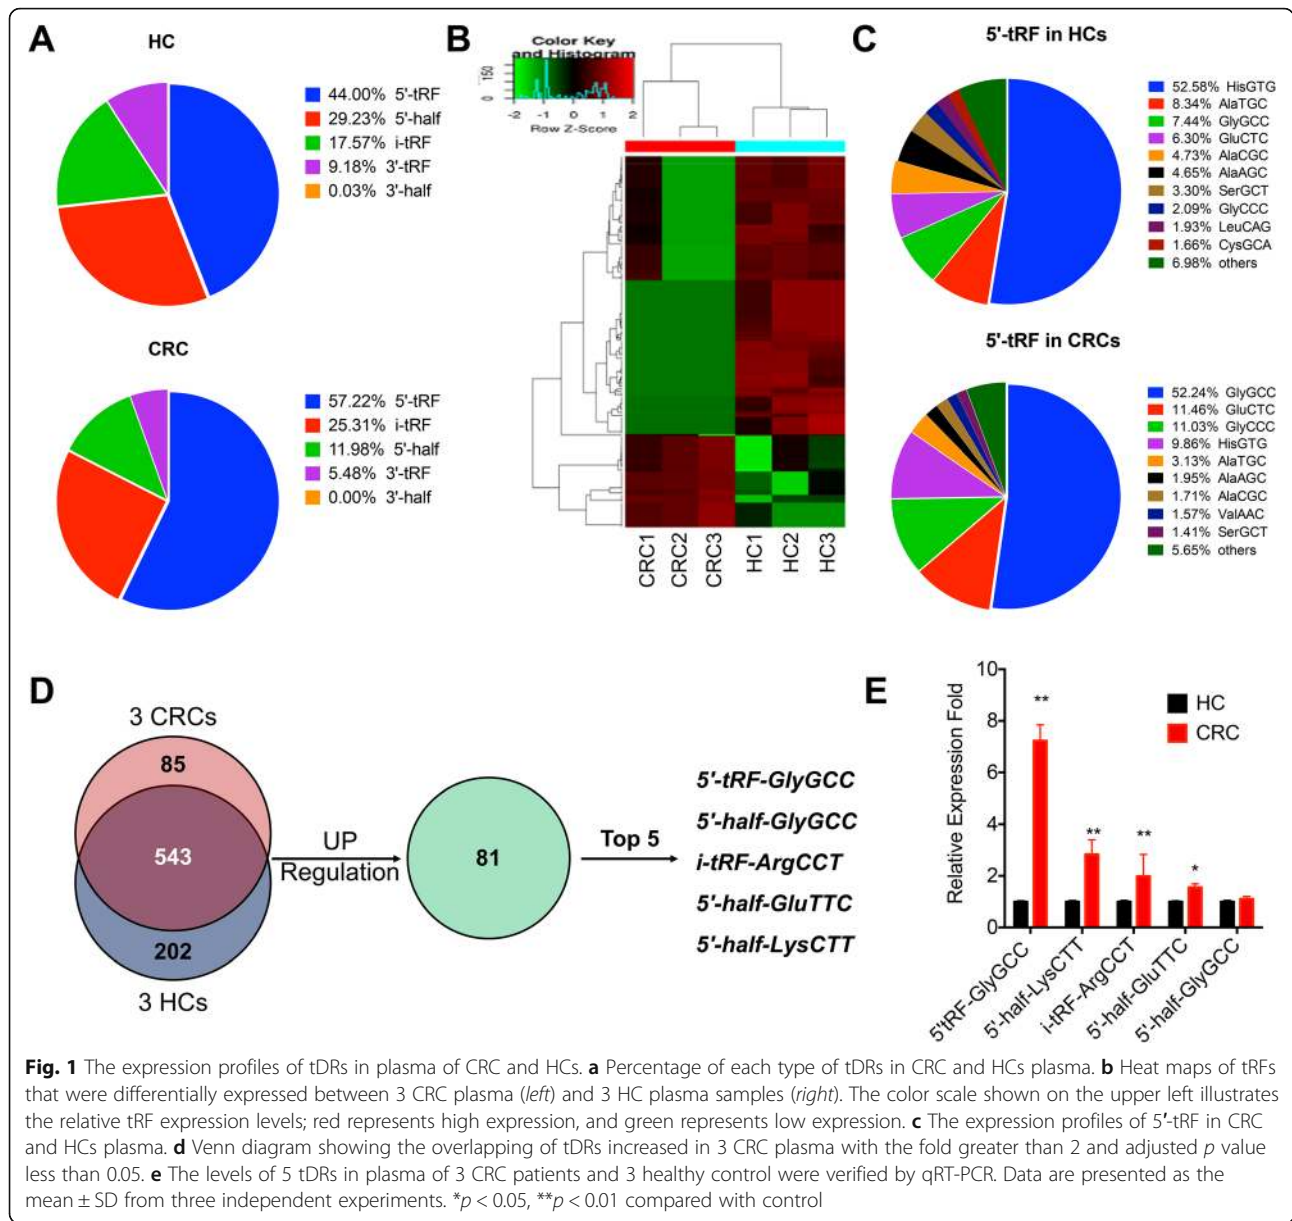 A
HC
44.00% 5'-tRF
29.23% 5'-half
17.57% i-tRF
9.18% 3'-tRF
0.03% 3'-half
CRC
57.22% 5'-tRF
25.31% i-tRF
11.98% 5'-half
5.48% 3'-tRF
0.00% 3'-half
B
Color Key
and Histogram
0 150
-2 -1 0 1 2
Row Z-Score
CRC1
CRC2
CRC3
HC1
HC2
HC3
C
5'-tRF in HCs
52.58% HisGTG
8.34% AlaTGC
7.44% GlyGCC
6.30% GluCTC
4.73% AlaCGC
4.65% AlaAGC
3.30% SerGCT
2.09% GlyCCC
1.93% LeuCAG
1.66% CysGCA
6.98% others
5'-tRF in CRCs
52.24% GlyGCC
11.46% GluCTC
11.03% GlyCCC
9.86% HisGTG
3.13% AlaTGC
1.95% AlaAGC
1.71% AlaCGC
1.57% ValAAC
1.41% SerGCT
5.65% others
D
3 CRCs
85
543
202
3 HCs
UP
Regulation
81
Top 5
5'-tRF-GlyGCC
5'-half-GlyGCC
i-tRF-ArgCCT
5'-half-GluTTC
5'-half-LysCTT
E
Relative Expression Fold
10
8
6
4
2
0
HC
CRC
**
**
**
*
5'tRF-GlyGCC
5'-half-LysCTT
i-tRF-ArgCCT
5'-half-GluTTC
5'-half-GlyGCC
Fig. 1 The expression profiles of tDRs in plasma of CRC and HCs. a Percentage of each type of tDRs in CRC and HCs plasma. b Heat maps of tRFs
that were differentially expressed between 3 CRC plasma (left) and 3 HC plasma samples (right). The color scale shown on the upper left illustrates
the relative tRF expression levels; red represents high expression, and green represents low expression. c The expression profiles of 5′-tRF in CRC
and HCs plasma. d Venn diagram showing the overlapping of tDRs increased in 3 CRC plasma with the fold greater than 2 and adjusted p value
less than 0.05. e The levels of 5 tDRs in plasma of 3 CRC patients and 3 healthy control were verified by qRT-PCR. Data are presented as the
mean ± SD from three independent experiments. *p < 0.05, **p < 0.01 compared with control